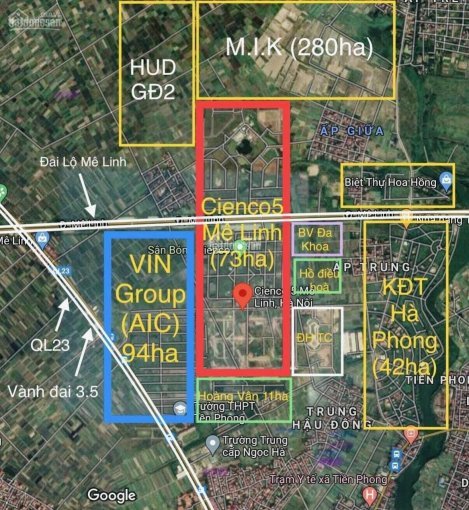 batdongsan
M.I.K (280ha)
HUD
GĐ2
ẤP GIỮA
Đại Lộ Mê Linh
Biệt Thự Hoa Hồng
Cienco5
Mê Linh
(73ha)
Mê Linh
QL23
BV Đa
Khoa
Sân Bóng Cienco
VIN
Group
(AIC)
94ha
Hồ điều
hoà
ẤP TRUNG
KĐT
Hà
Phong
(42ha)
Cienco5 Mê
Linh, Hà Nội
QL23
ĐHTC
Vành đai 3.5
TIỀN PHONG
Hoàng Vân 11ha
Trường THPT
Tiền Phong
TRUNG
HẬU ĐÔNG
Trường Trung
cấp Ngọc Hà
Trạm Y tế xã Tiền Phong
Google